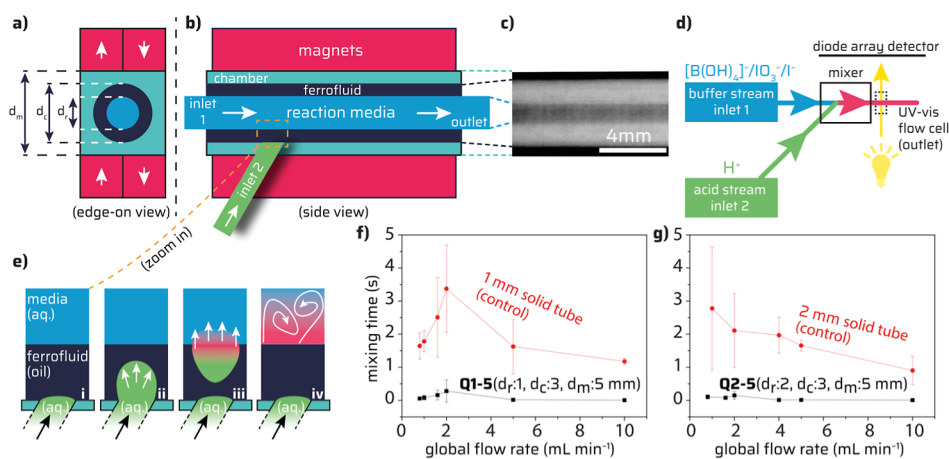 a)
dm
dc
dr
(edge-on view)
b)
magnets
chamber
ferrofluid
inlet
1
reaction media
outlet
inlet 2
(side view)
(zoom in)
c)
4mm
d)
diode array detector
[B(OH)₄]⁻/IO₃⁻/I⁻
mixer
buffer stream
inlet 1
UV-vis
flow cell
(outlet)
H⁺
acid stream
inlet 2
e)
media
(aq.)
ferrofluid
(oil)
(aq.)
i
(aq.)
ii
(aq.)
iii
(aq.)
iv
f)
mixing time (s)
5
4
3
2
1
0
1 mm solid tube
(control)
Q1-5(dr:1, dc:3, dm:5 mm)
0 2 4 6 8 10
global flow rate (mL min⁻¹)
g)
5
4
3
2
1
0
2 mm solid tube
(control)
Q2-5(dr:2, dc:3, dm:5 mm)
0 2 4 6 8 10
global flow rate (mL min⁻¹)